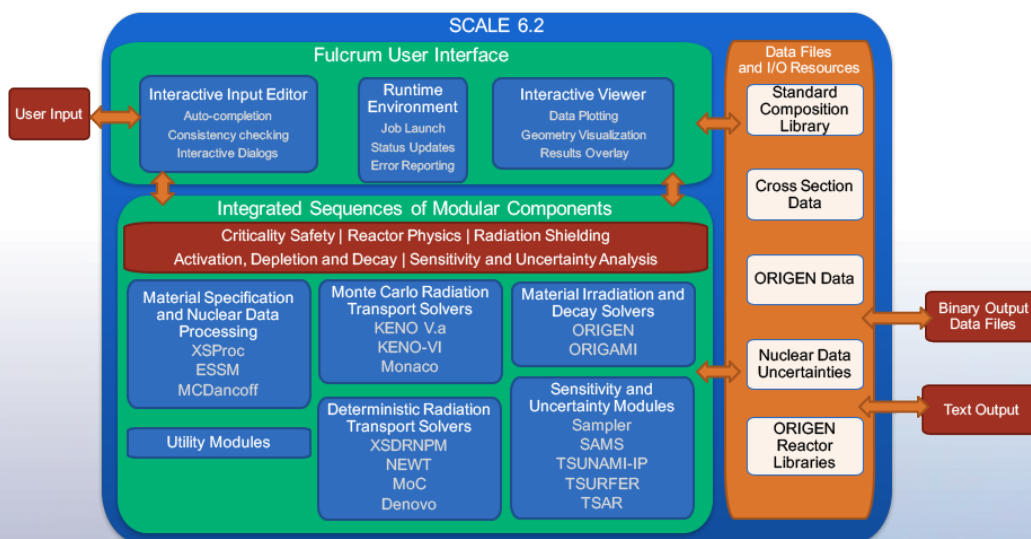 SCALE 6.2
Fulcrum User Interface
Interactive Input Editor
Auto-completion
Consistency checking
Interactive Dialogs
Runtime
Environment
Job Launch
Status Updates
Error Reporting
Interactive Viewer
Data Plotting
Geometry Visualization
Results Overlay
User Input
Integrated Sequences of Modular Components
Criticality Safety | Reactor Physics | Radiation Shielding
Activation, Depletion and Decay | Sensitivity and Uncertainty Analysis
Material Specification
and Nuclear Data
Processing
XSProc
ESSM
MCDancoff
Utility Modules
Monte Carlo Radiation
Transport Solvers
KENO V.a
KENO-VI
Monaco
Deterministic Radiation
Transport Solvers
XSDRNPM
NEWT
MoC
Denovo
Material Irradiation and
Decay Solvers
ORIGEN
ORIGAMI
Sensitivity and
Uncertainty Modules
Sampler
SAMS
TSUNAMI-IP
TSURFER
TSAR
Data Files
and I/O Resources
Standard
Composition
Library
Cross Section
Data
ORIGEN Data
Nuclear Data
Uncertainties
ORIGEN
Reactor
Libraries
Binary Output
Data Files
Text Output